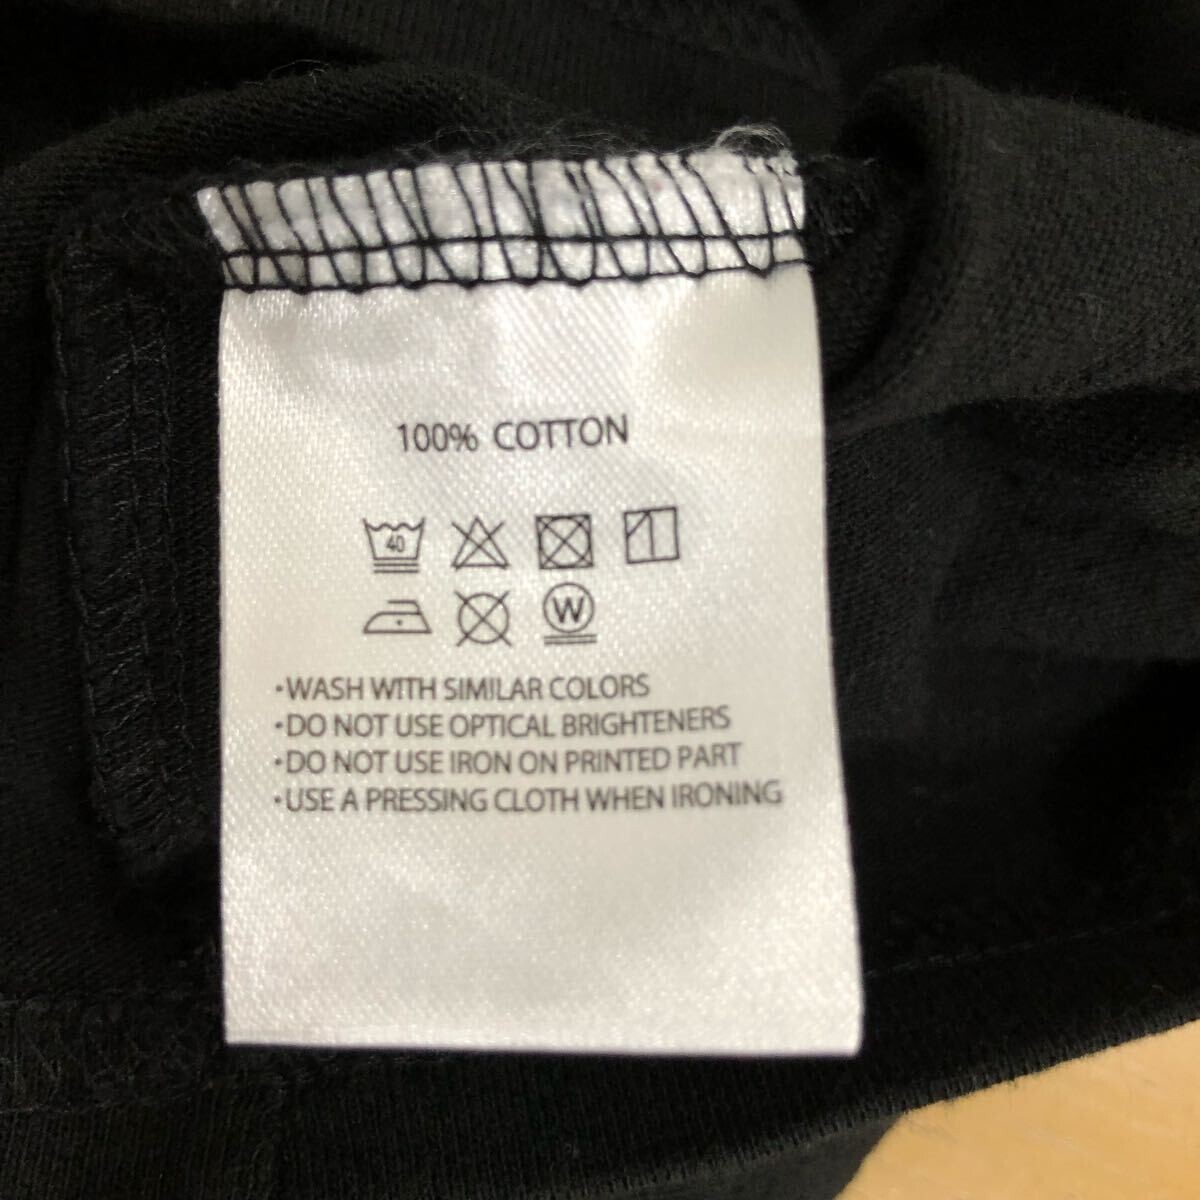 100% COTTON
40
W
·WASH WITH SIMILAR COLORS
·DO NOT USE OPTICAL BRIGHTENERS
·DO NOT USE IRON ON PRINTED PART
·USE A PRESSING CLOTH WHEN IRONING